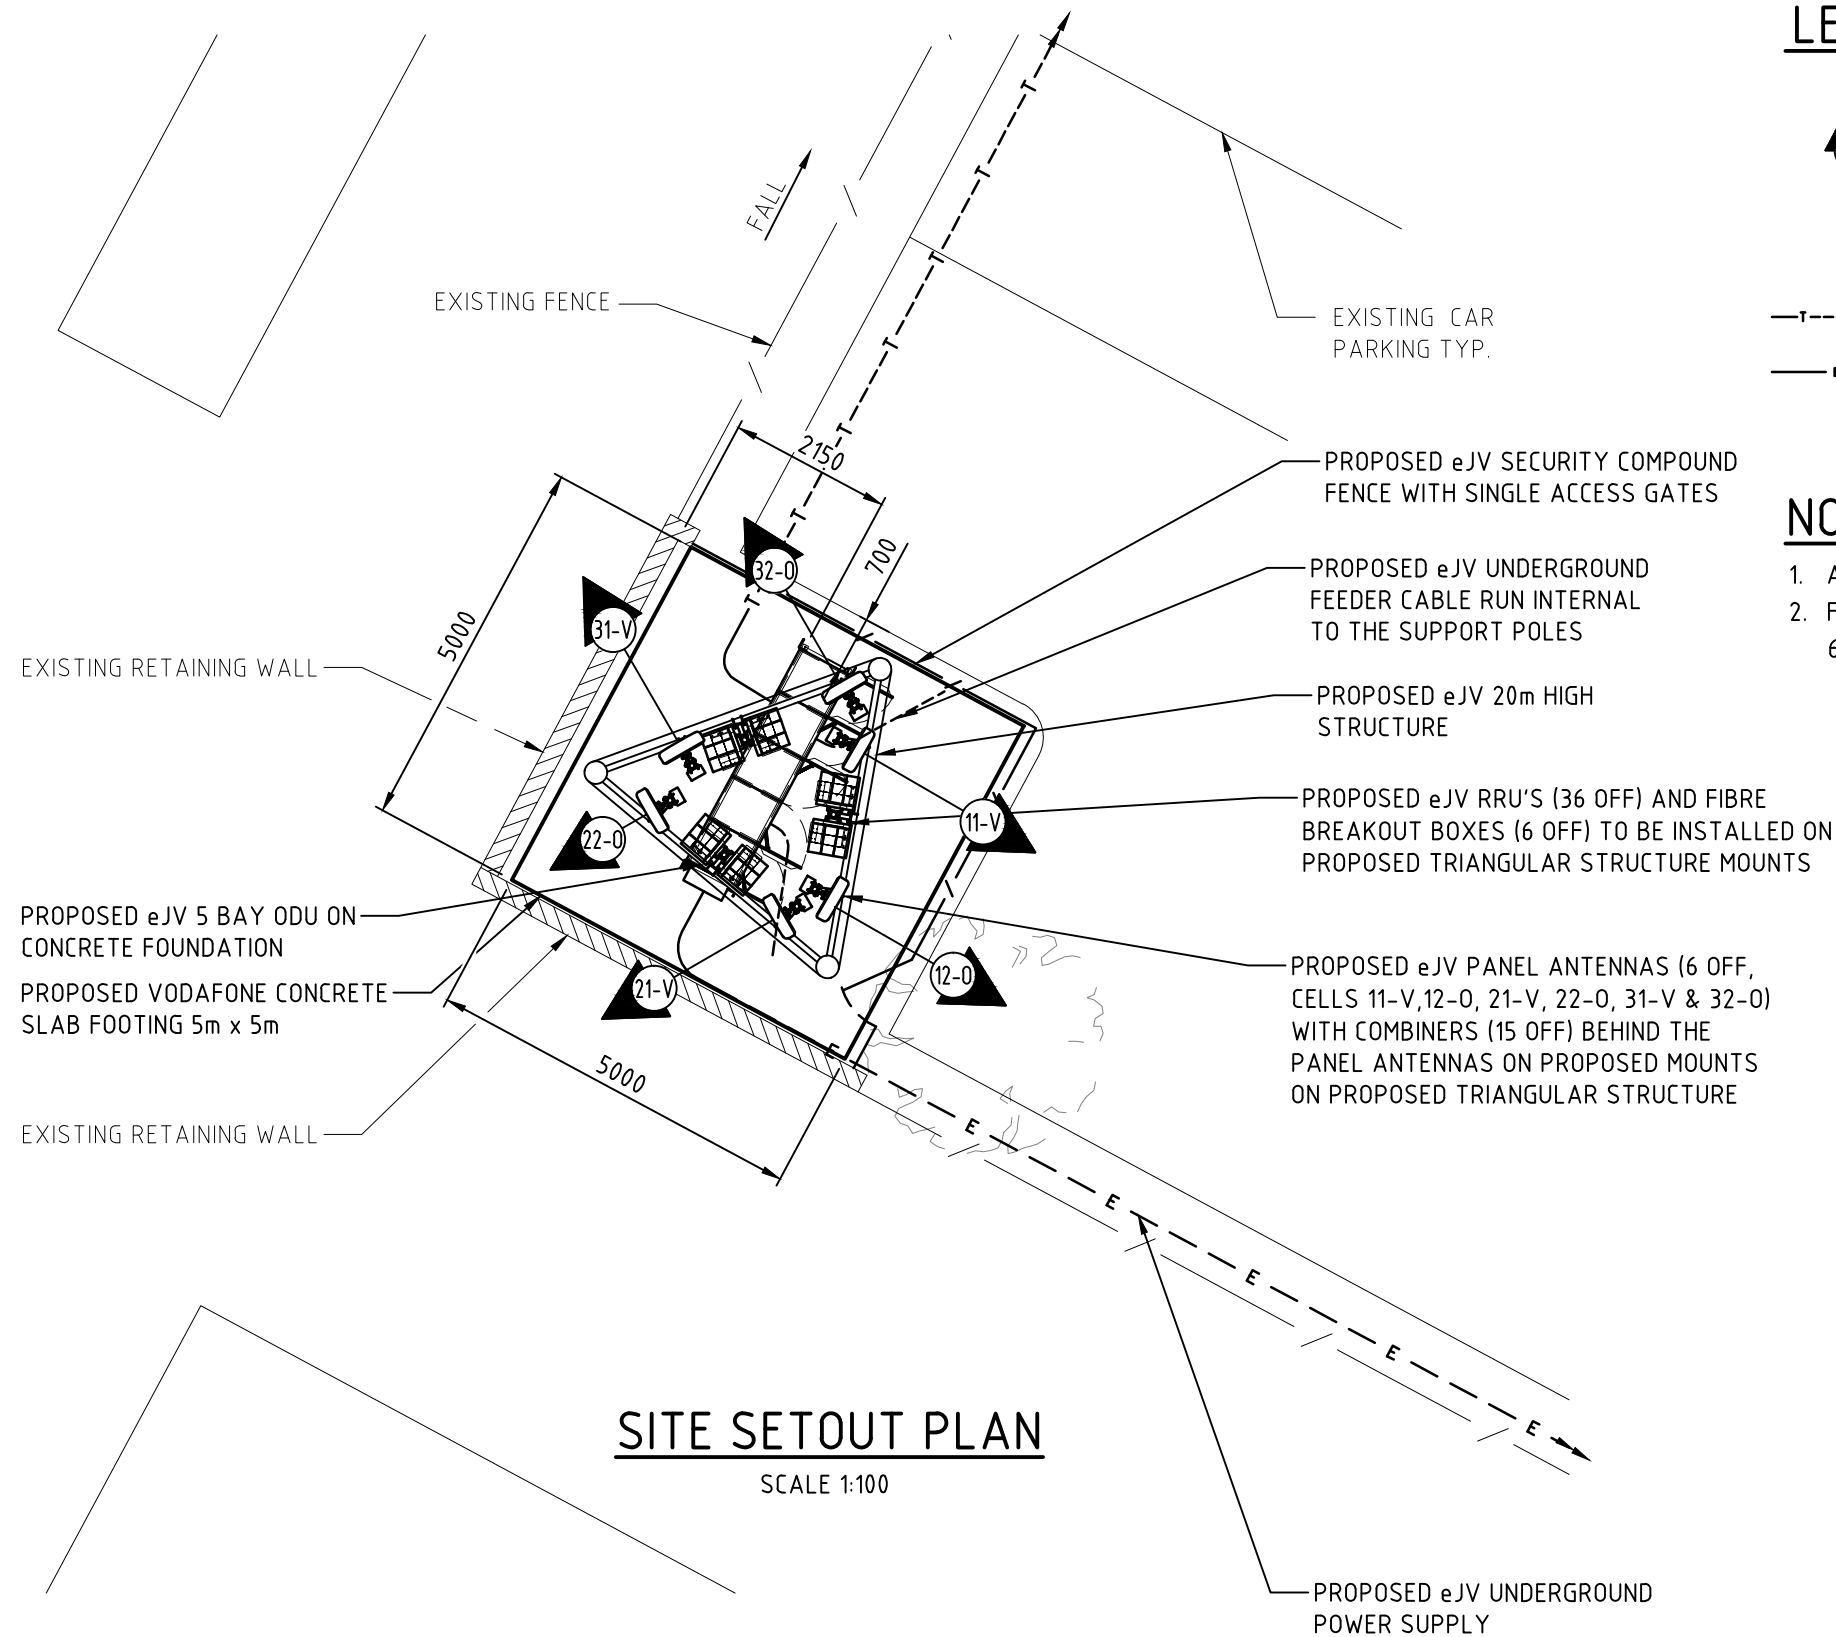 LE
FALL
EXISTING FENCE
EXISTING CAR
PARKING TYP.
2150
700
5000
5000
PROPOSED eJV SECURITY COMPOUND
FENCE WITH SINGLE ACCESS GATES
NO
1. A
2. F
6
PROPOSED eJV UNDERGROUND
FEEDER CABLE RUN INTERNAL
TO THE SUPPORT POLES
PROPOSED eJV 20m HIGH
STRUCTURE
PROPOSED eJV RRU'S (36 OFF) AND FIBRE
BREAKOUT BOXES (6 OFF) TO BE INSTALLED ON
PROPOSED TRIANGULAR STRUCTURE MOUNTS
PROPOSED eJV PANEL ANTENNAS (6 OFF,
CELLS 11-V,12-O, 21-V, 22-O, 31-V & 32-O)
WITH COMBINERS (15 OFF) BEHIND THE
PANEL ANTENNAS ON PROPOSED MOUNTS
ON PROPOSED TRIANGULAR STRUCTURE
32-O
31-V
11-V
22-O
12-O
21-V
EXISTING RETAINING WALL
PROPOSED eJV 5 BAY ODU ON
CONCRETE FOUNDATION
PROPOSED VODAFONE CONCRETE
SLAB FOOTING 5m x 5m
EXISTING RETAINING WALL
T
T
T
T
T
T
T
T
E
E
E
E
E
E
SITE SETOUT PLAN
SCALE 1:100
PROPOSED eJV UNDERGROUND
POWER SUPPLY